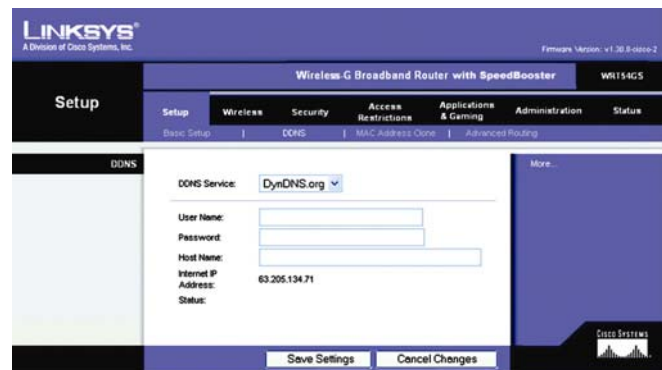 LINKSYS®
A Division of Cisco Systems, Inc.
Firmware Version: v1.30.8-cisco-2
Wireless-G Broadband Router with SpeedBooster WRT54GS
Setup
Setup Wireless Security Access Restrictions Applications & Gaming Administration Status
Basic Setup | DDNS | MAC Address Clone | Advanced Routing
DDNS
More...
DDNS Service: DynDNS.org
User Name:
Password:
Host Name:
Internet IP Address: 63.205.134.71
Status:
CISCO SYSTEMS
Save Settings Cancel Changes